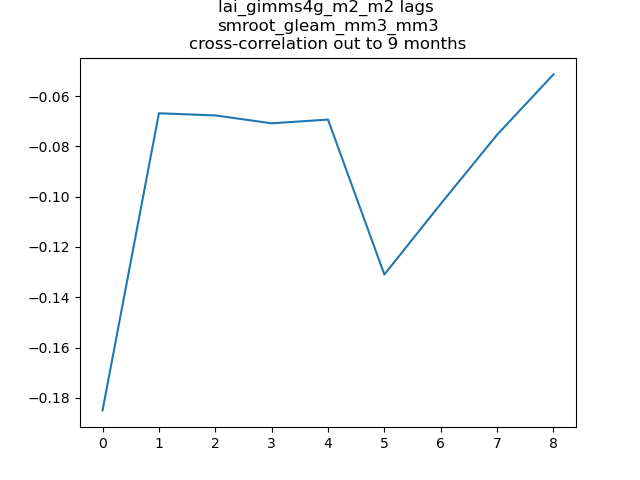 lai_gimms4g_m2_m2 lags
smroot_gleam_mm3_mm3
cross-correlation out to 9 months
−0.06
−0.08
−0.10
−0.12
−0.14
−0.16
−0.18
0 1 2 3 4 5 6 7 8